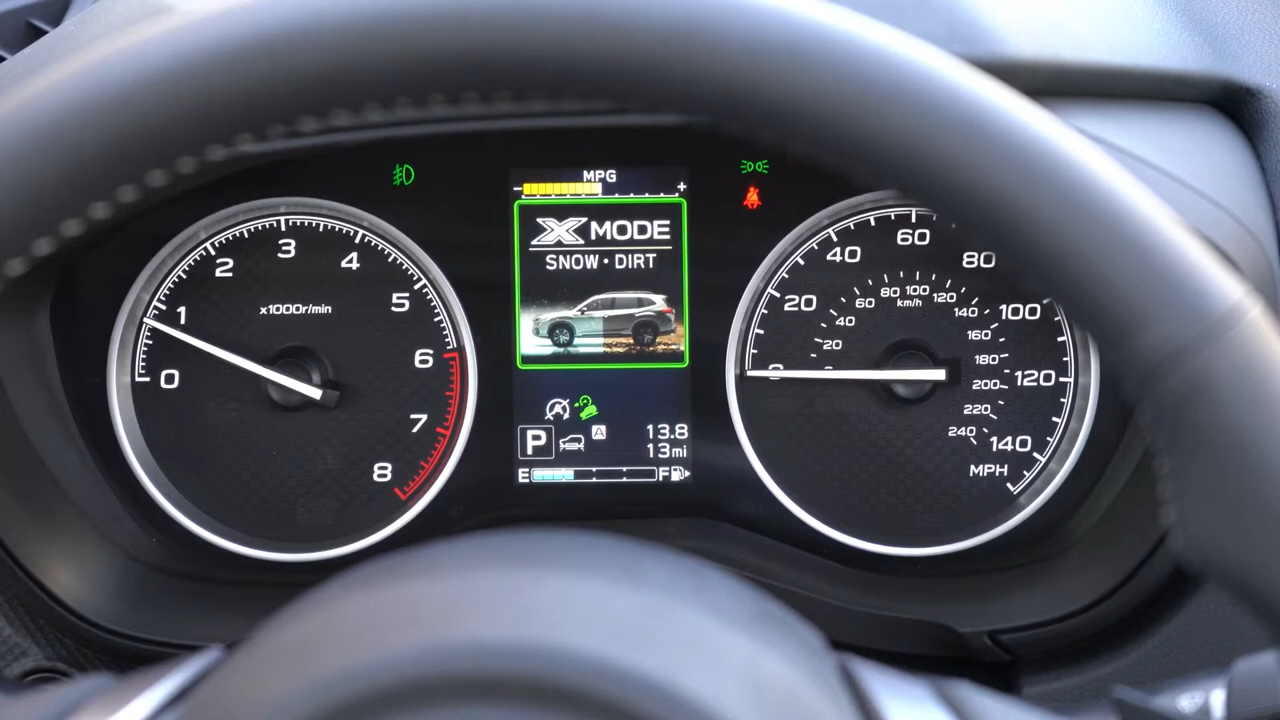 MPG
- +
X MODE
SNOW • DIRT
0 1 2 3 4 5 6 7 8
x1000r/min
A
P
13.8
13mi
E F
20 40 60 80 100 120 140
MPH
20 40 60 80 100 120 140 160 180 200 220 240
km/h